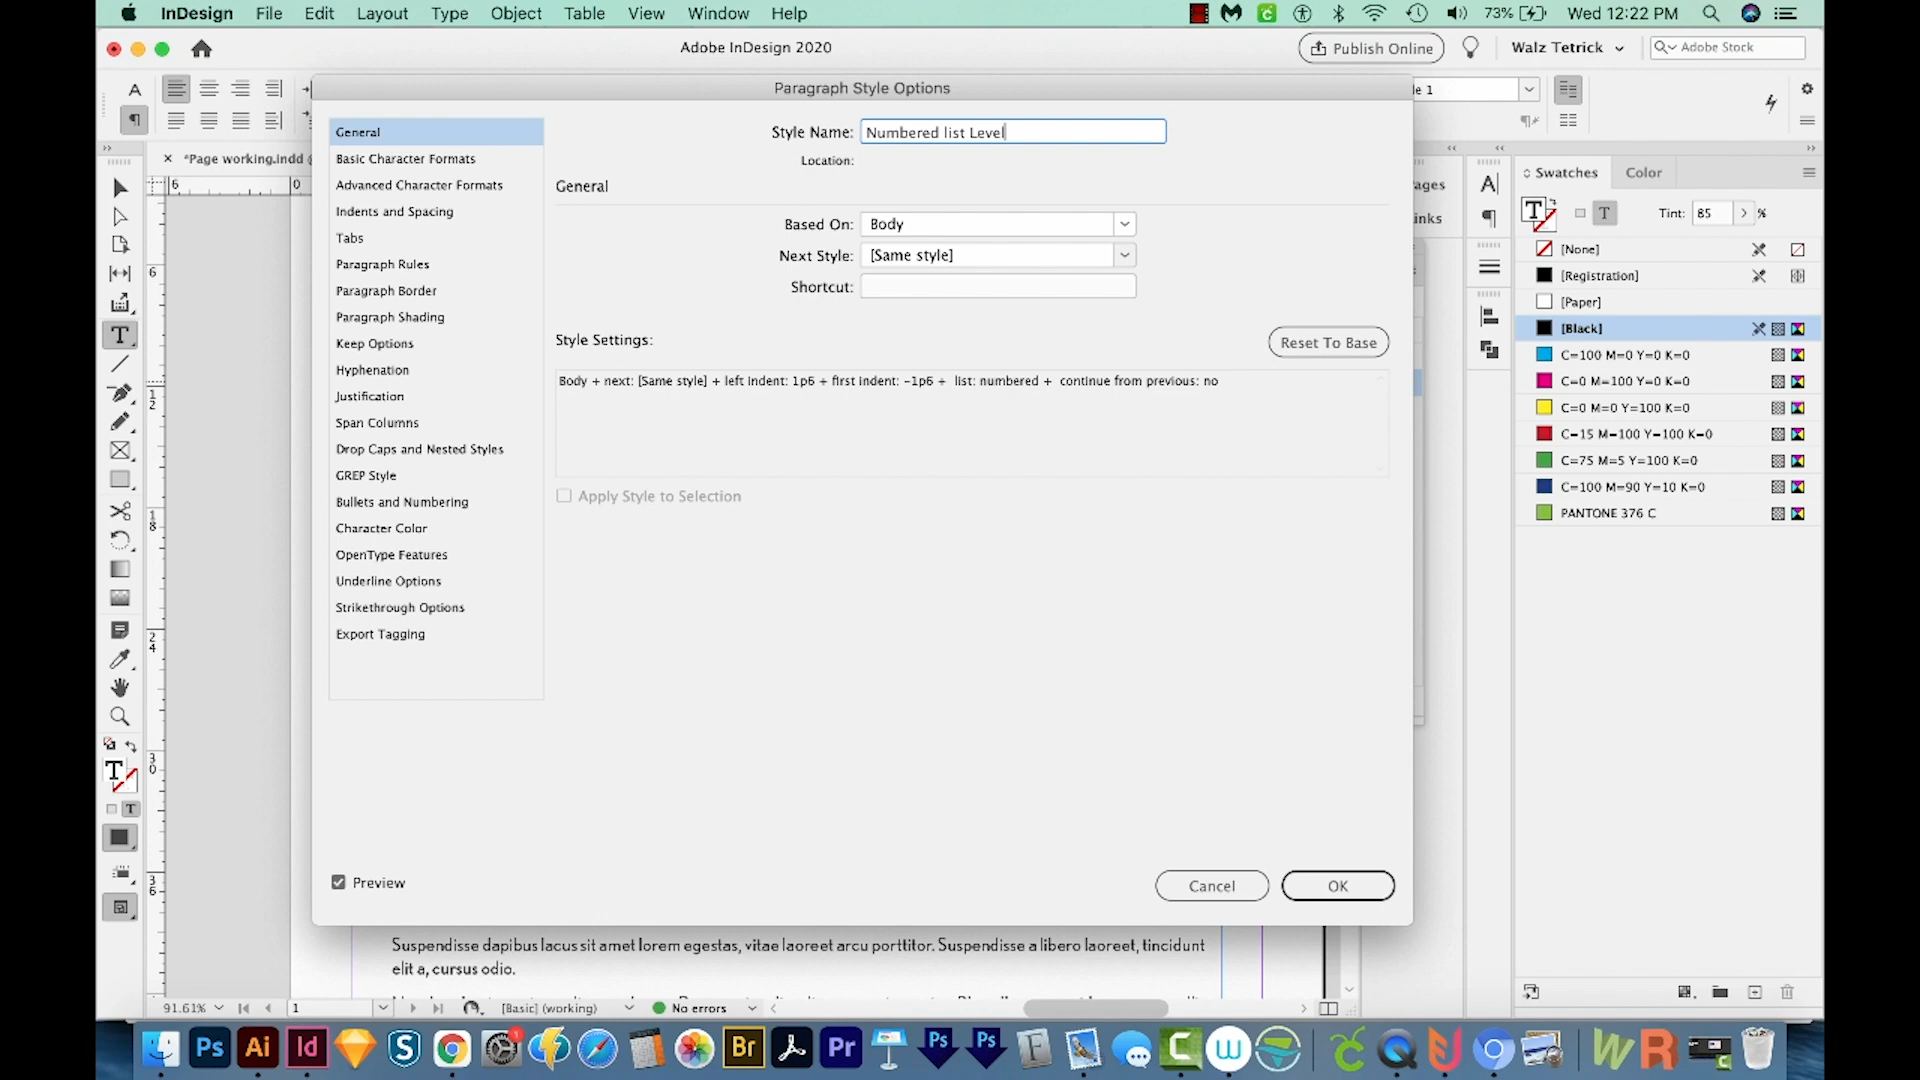 InDesign File Edit Layout Type Object Table View Window Help 73% Wed 12:22 PM
Adobe InDesign 2020 Publish Online Walz Tetrick Adobe Stock
Paragraph Style Options
*Page working.indd @
General
Basic Character Formats
Advanced Character Formats
Indents and Spacing
Tabs
Paragraph Rules
Paragraph Border
Paragraph Shading
Keep Options
Hyphenation
Justification
Span Columns
Drop Caps and Nested Styles
GREP Style
Bullets and Numbering
Character Color
OpenType Features
Underline Options
Strikethrough Options
Export Tagging
Style Name: Numbered list Level
Location:
General
Based On: Body
Next Style: [Same style]
Shortcut:
Style Settings: Reset To Base
Body + next: [Same style] + left indent: 1p6 + first indent: -1p6 + list: numbered + continue from previous: no
Apply Style to Selection
Preview
Cancel OK
Swatches Color
Tint: 85 %
[None]
[Registration]
[Paper]
[Black]
C=100 M=0 Y=0 K=0
C=0 M=100 Y=0 K=0
C=0 M=0 Y=100 K=0
C=15 M=100 Y=100 K=0
C=75 M=5 Y=100 K=0
C=100 M=90 Y=10 K=0
PANTONE 376 C
Suspendisse dapibus lacus sit amet lorem egestas, vitae laoreet arcu porttitor. Suspendisse a libero laoreet, tincidunt
elit a, cursus odio.
91.61% 1 [Basic] (working) No errors
Ps Ai Id S Br Pr Ps Ps F